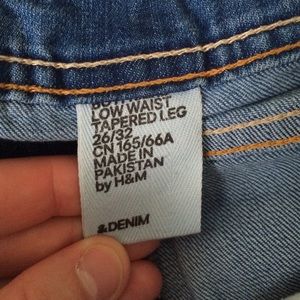 LOW WAIST
TAPERED LEG
26/32
CN 165/66A
MADE IN
PAKISTAN
by H&M
&DENIM